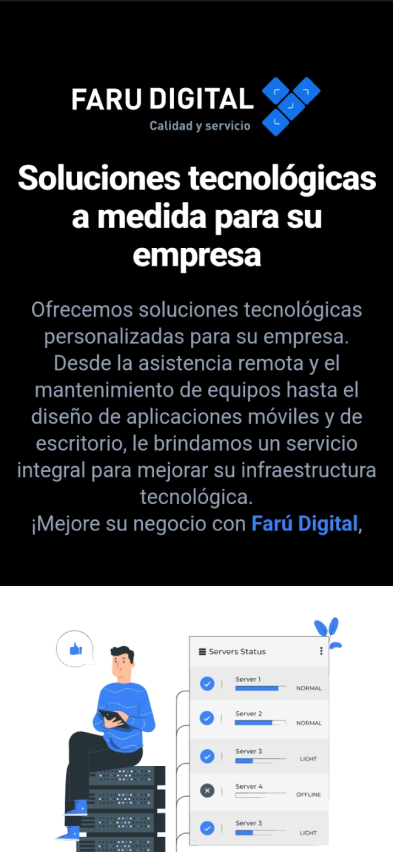 FARU DIGITAL
Calidad y servicio
Soluciones tecnológicas
a medida para su
empresa
Ofrecemos soluciones tecnológicas
personalizadas para su empresa.
Desde la asistencia remota y el
mantenimiento de equipos hasta el
diseño de aplicaciones móviles y de
escritorio, le brindamos un servicio
integral para mejorar su infraestructura
tecnológica.
¡Mejore su negocio con Farú Digital,
Servers Status
Server 1
NORMAL
Server 2
NORMAL
Server 3
LIGHT
Server 4
OFFLINE
Server 3
LIGHT